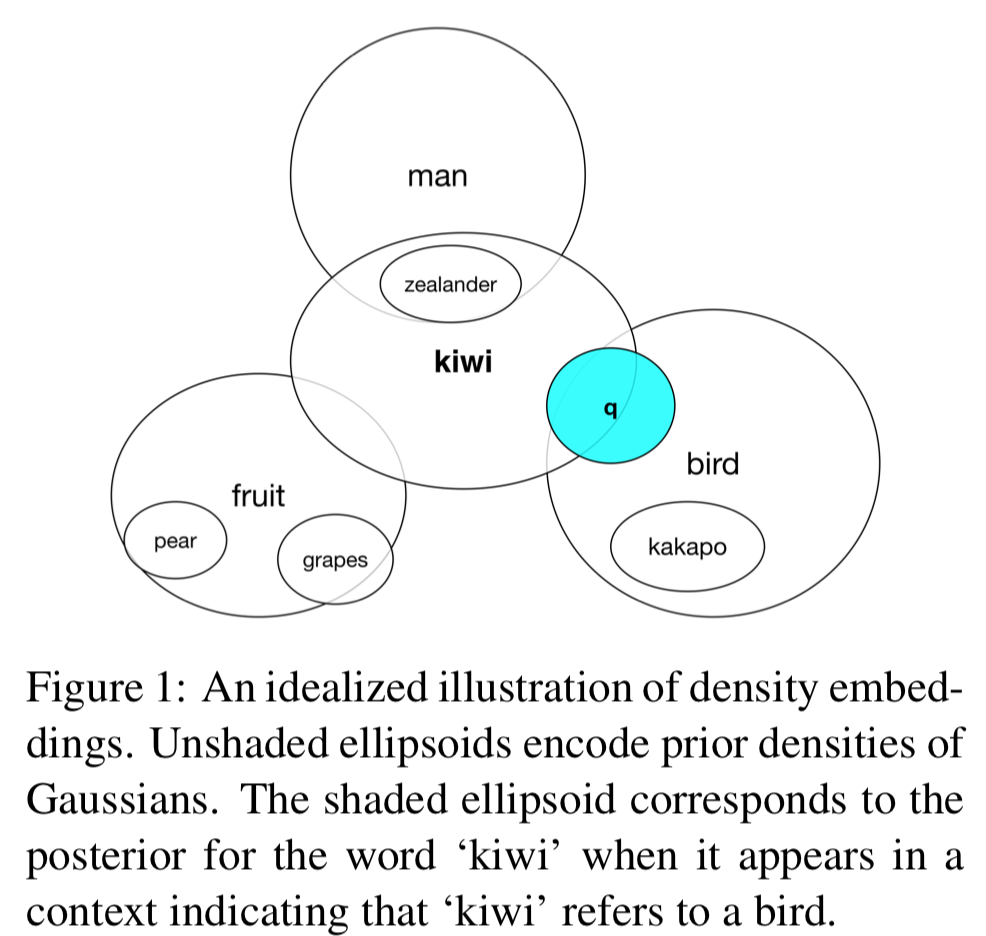 man
zealander
kiwi
q
bird
fruit
pear
grapes
kakapo
Figure 1: An idealized illustration of density embed-
dings. Unshaded ellipsoids encode prior densities of
Gaussians. The shaded ellipsoid corresponds to the
posterior for the word ‘kiwi’ when it appears in a
context indicating that ‘kiwi’ refers to a bird.